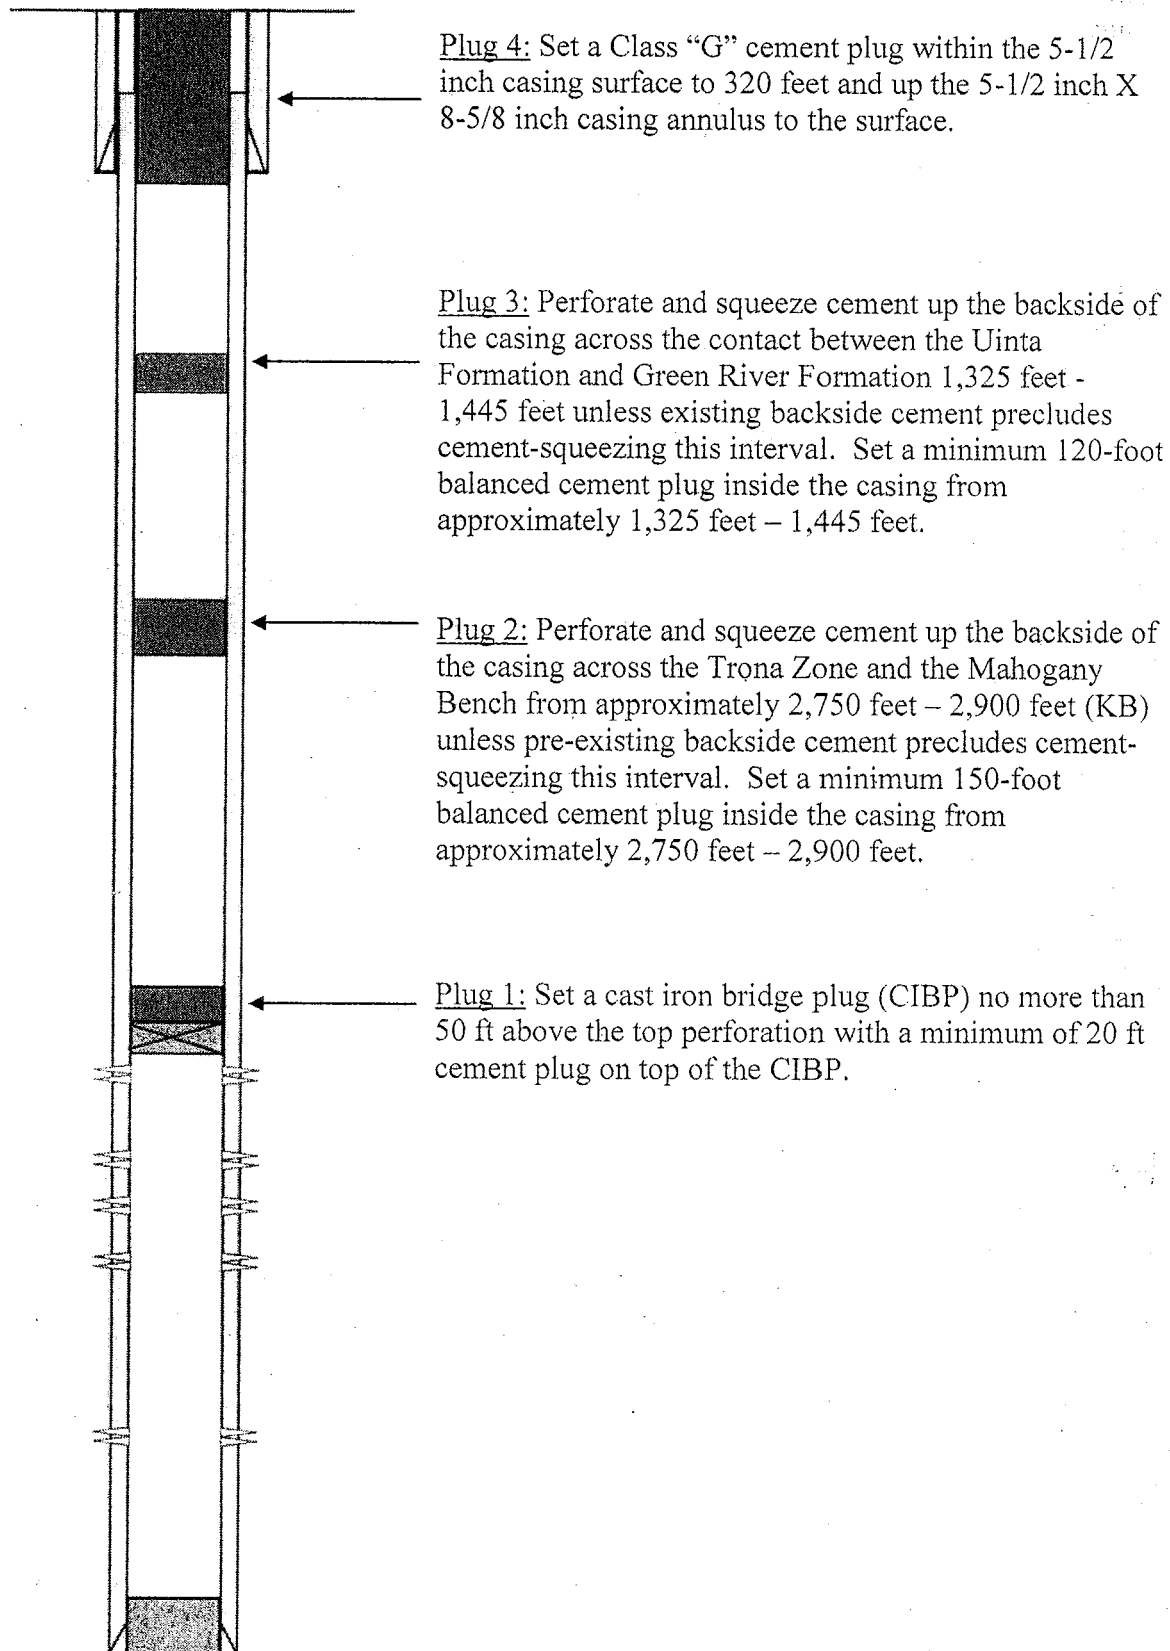 Plug 4: Set a Class “G” cement plug within the 5-1/2
inch casing surface to 320 feet and up the 5-1/2 inch X
8-5/8 inch casing annulus to the surface.
Plug 3: Perforate and squeeze cement up the backside of
the casing across the contact between the Uinta
Formation and Green River Formation 1,325 feet -
1,445 feet unless existing backside cement precludes
cement-squeezing this interval. Set a minimum 120-foot
balanced cement plug inside the casing from
approximately 1,325 feet – 1,445 feet.
Plug 2: Perforate and squeeze cement up the backside of
the casing across the Trona Zone and the Mahogany
Bench from approximately 2,750 feet – 2,900 feet (KB)
unless pre-existing backside cement precludes cement-
squeezing this interval. Set a minimum 150-foot
balanced cement plug inside the casing from
approximately 2,750 feet – 2,900 feet.
Plug 1: Set a cast iron bridge plug (CIBP) no more than
50 ft above the top perforation with a minimum of 20 ft
cement plug on top of the CIBP.